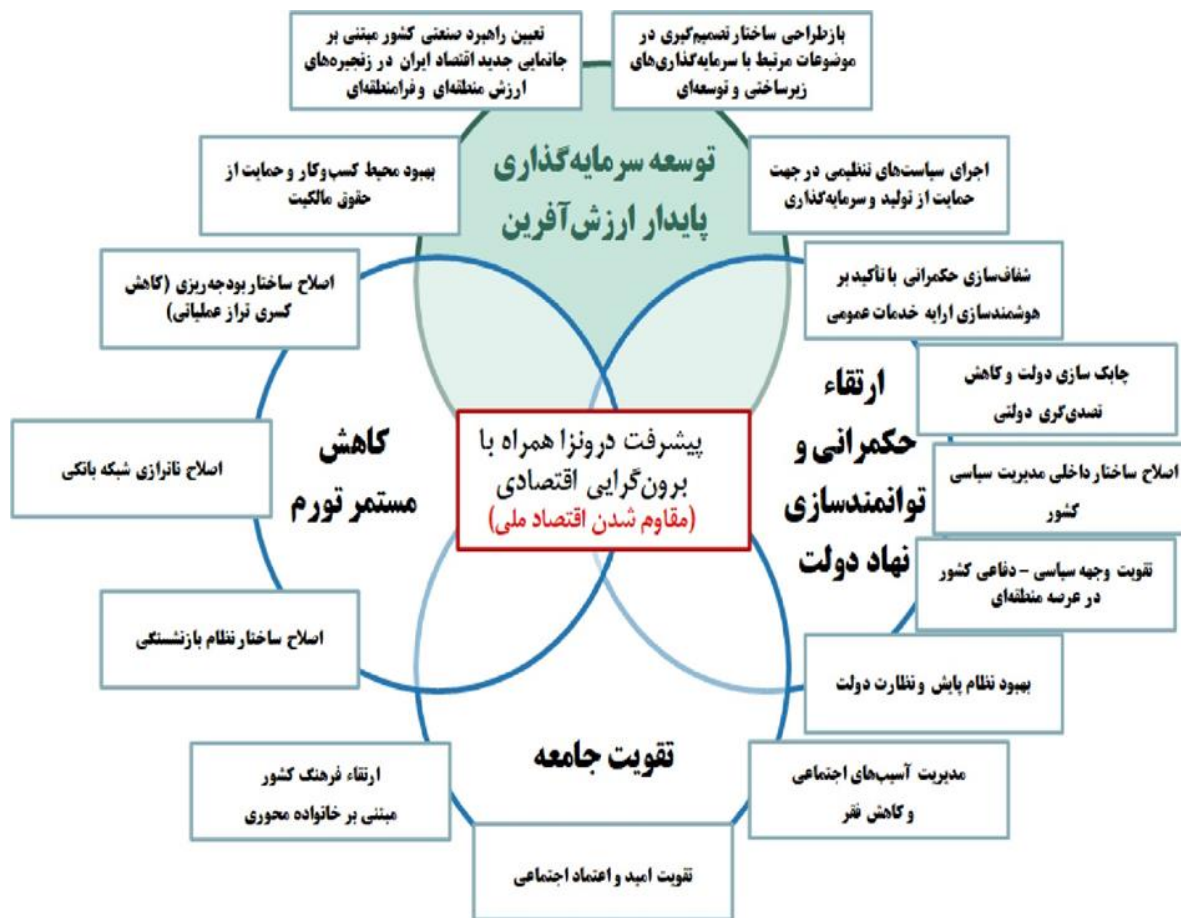 بازطراحی ساختار تصمیم‌گیری در
موضوعات مرتبط با سرمایه‌گذاری‌های
زیرساختی و توسعه‌ای
تعیین راهبرد صنعتی کشور مبتنی بر
جانمایی جدید اقتصاد ایران در زنجیره‌های
ارزش منطقه‌ای و فرامنطقه‌ای
توسعه سرمایه‌گذاری
پایدار ارزش‌آفرین
اجرای سیاست‌های تنظیمی در جهت
حمایت از تولید و سرمایه‌گذاری
بهبود محیط کسب‌وکار و حمایت از
حقوق مالکیت
شفاف‌سازی حکمرانی با تأکید بر
هوشمندسازی ارایه خدمات عمومی
اصلاح ساختار بودجه‌ریزی (کاهش
کسری تراز عملیاتی)
چابک سازی دولت و کاهش
تصدی‌گری دولتی
ارتقاء
حکمرانی و
توانمندسازی
نهاد دولت
پیشرفت درونزا همراه با
برون‌گرایی اقتصادی
(مقاوم شدن اقتصاد ملی)
کاهش
مستمر تورم
اصلاح ناترازی شبکه بانکی
اصلاح ساختار داخلی مدیریت سیاسی
کشور
تقویت وجهه سیاسی – دفاعی کشور
در عرصه منطقه‌ای
اصلاح ساختار نظام بازنشستگی
بهبود نظام پایش و نظارت دولت
تقویت جامعه
مدیریت آسیب‌های اجتماعی
و کاهش فقر
ارتقاء فرهنگ کشور
مبتنی بر خانواده محوری
تقویت امید و اعتماد اجتماعی